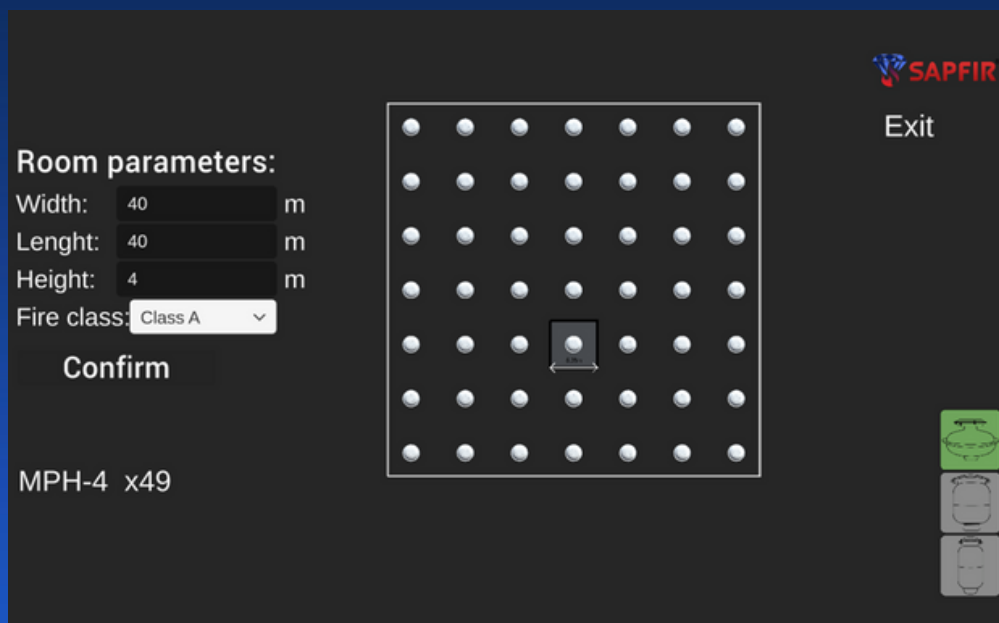 SAPFIR
Exit
Room parameters:
Width: 40 m
Lenght: 40 m
Height: 4 m
Fire class: Class A
Confirm
MPH-4 x49